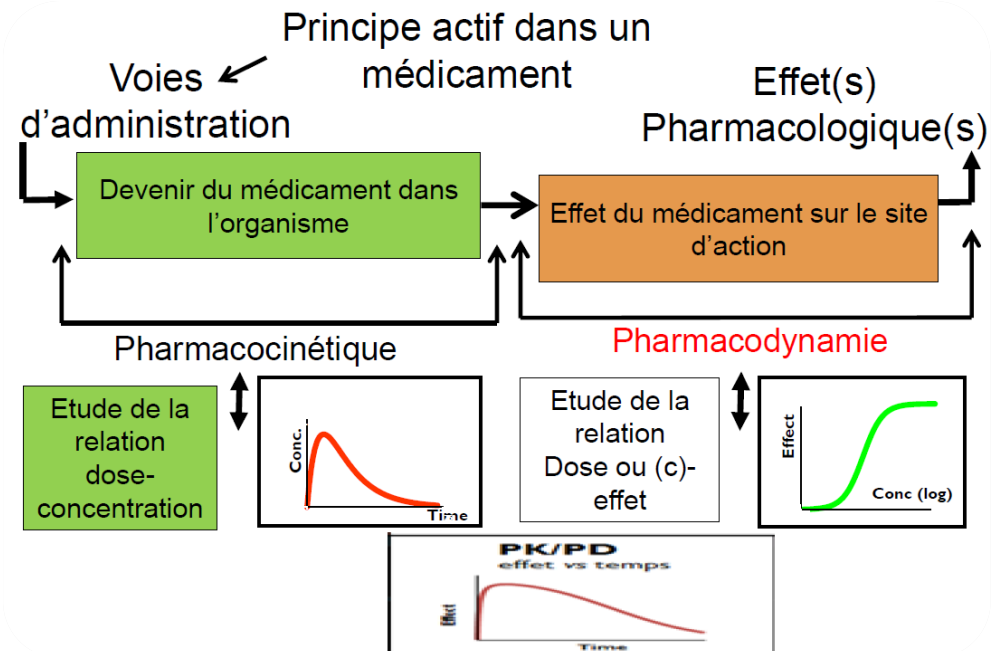 Principe actif dans un
médicament
Voies
d’administration
Effet(s)
Pharmacologique(s)
Devenir du médicament dans
l’organisme
Effet du médicament sur le site
d’action
Pharmacocinétique
Pharmacodynamie
Etude de la
relation
dose-
concentration
Conc.
Time
Etude de la
relation
Dose ou (c)-
effet
Effect
Conc (log)
PK/PD
effet vs temps
Effect
Time